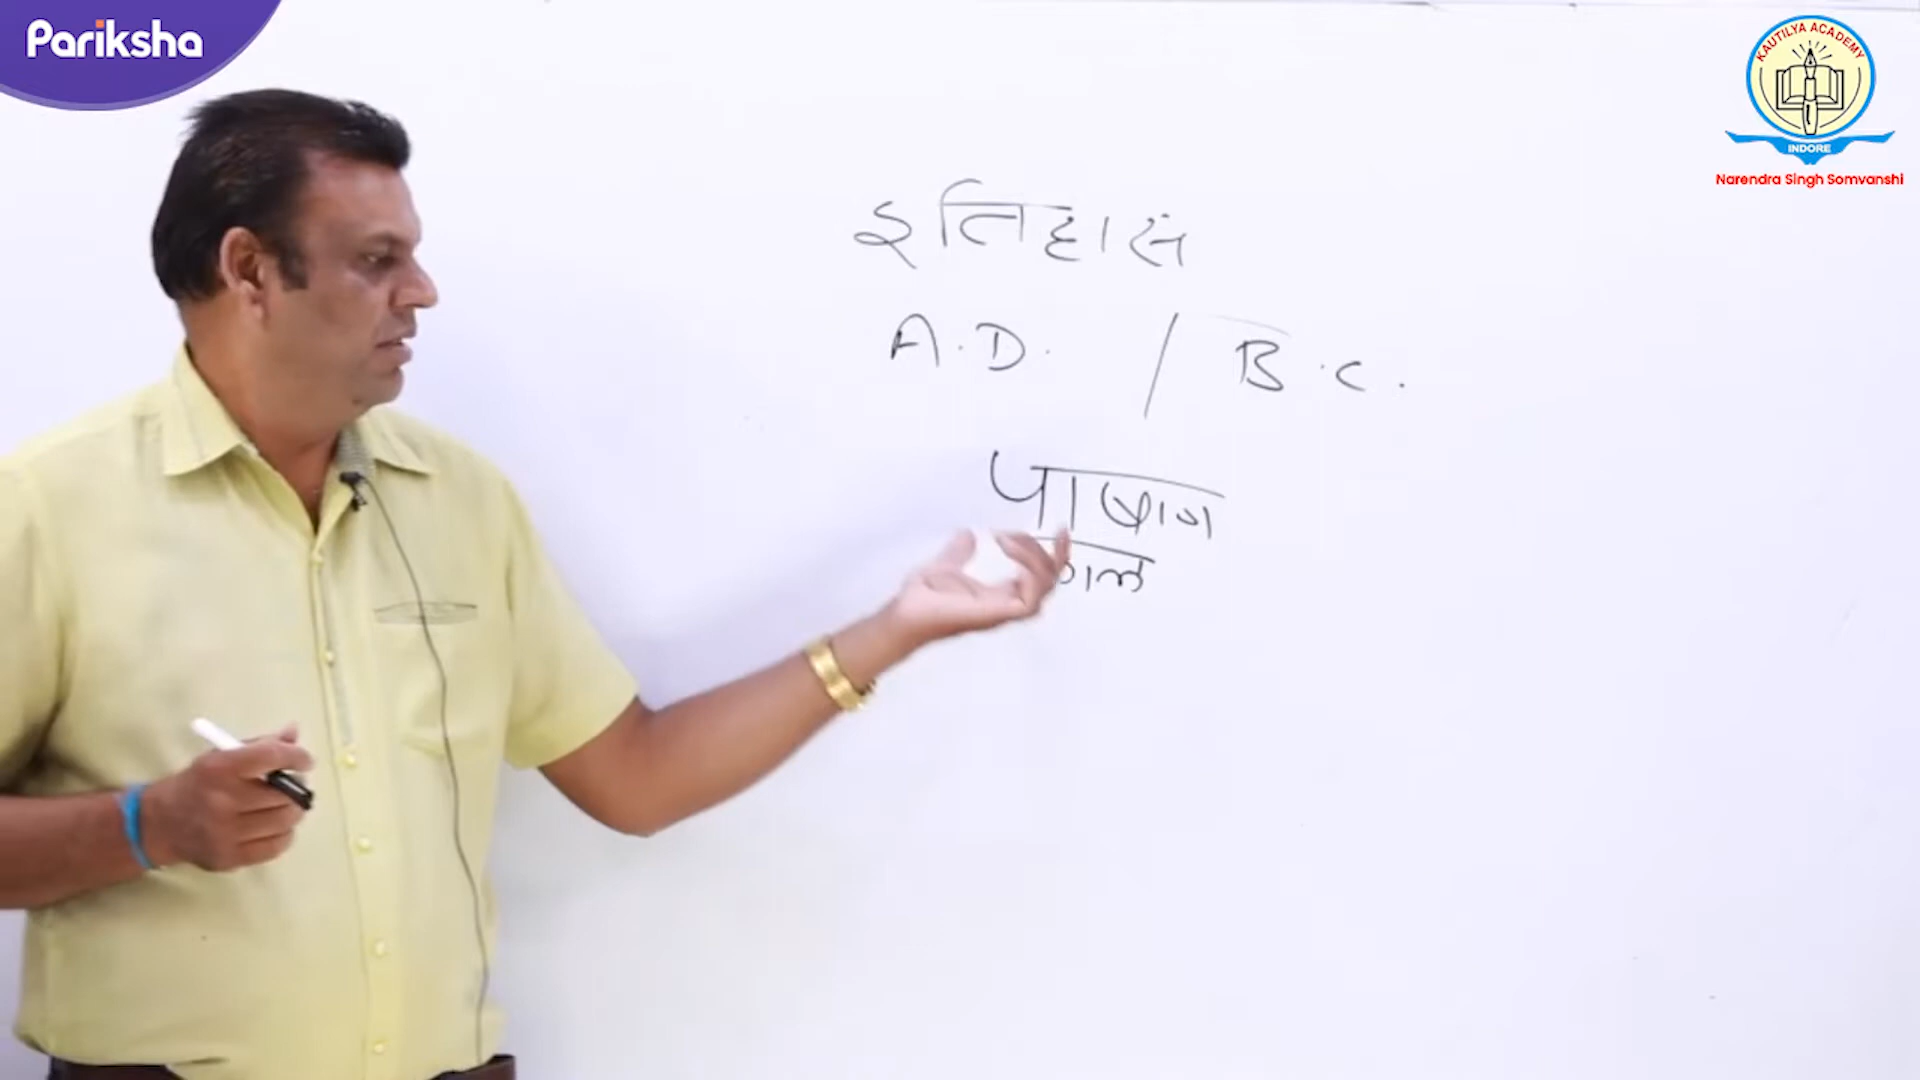 Pariksha
KAUTILYA ACADEMY
INDORE
Narendra Singh Somvanshi
इतिहास
A.D. / B.C.
पाषाण
काल